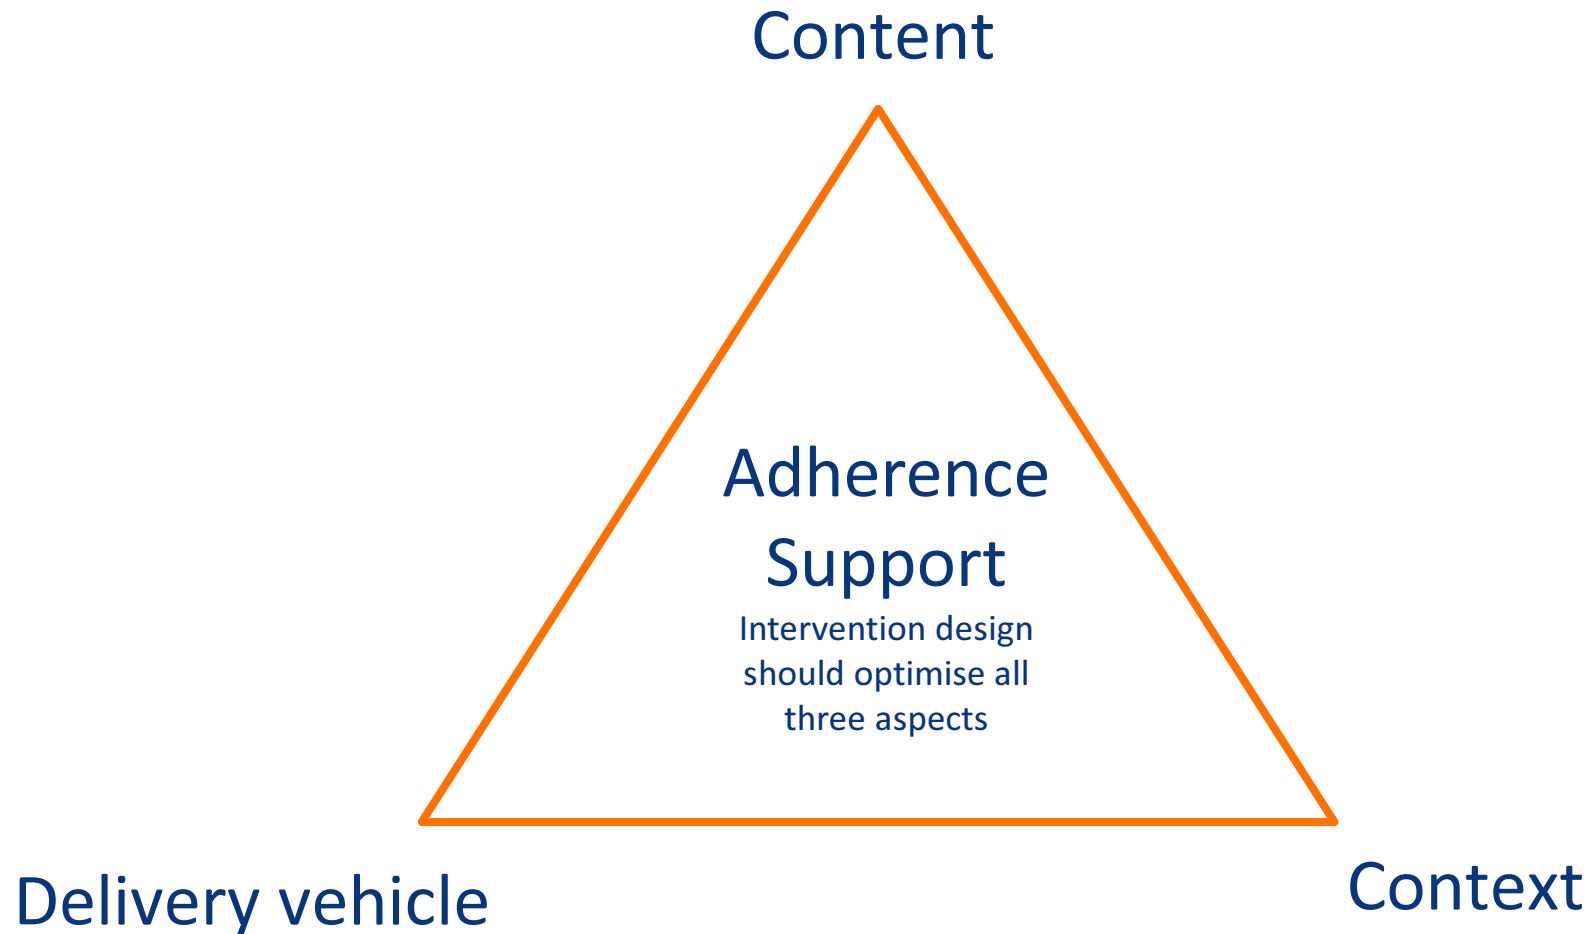 Content
Adherence
Support
Intervention design
should optimise all
three aspects
Delivery vehicle
Context